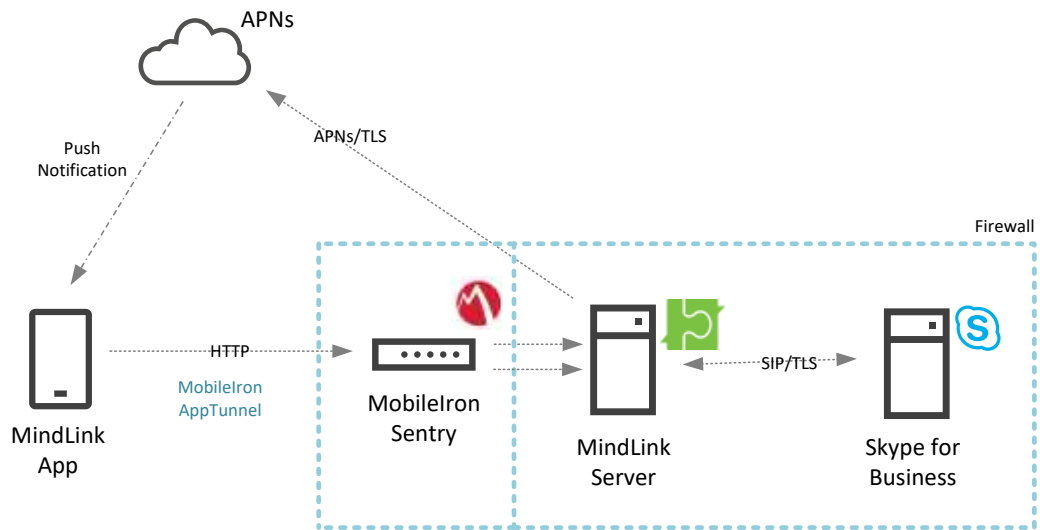 APNs
APNs/TLS
Push
Notification
Firewall
HTTP
MobileIron
AppTunnel
SIP/TLS
S
MindLink
App
MobileIron
Sentry
MindLink
Server
Skype for
Business